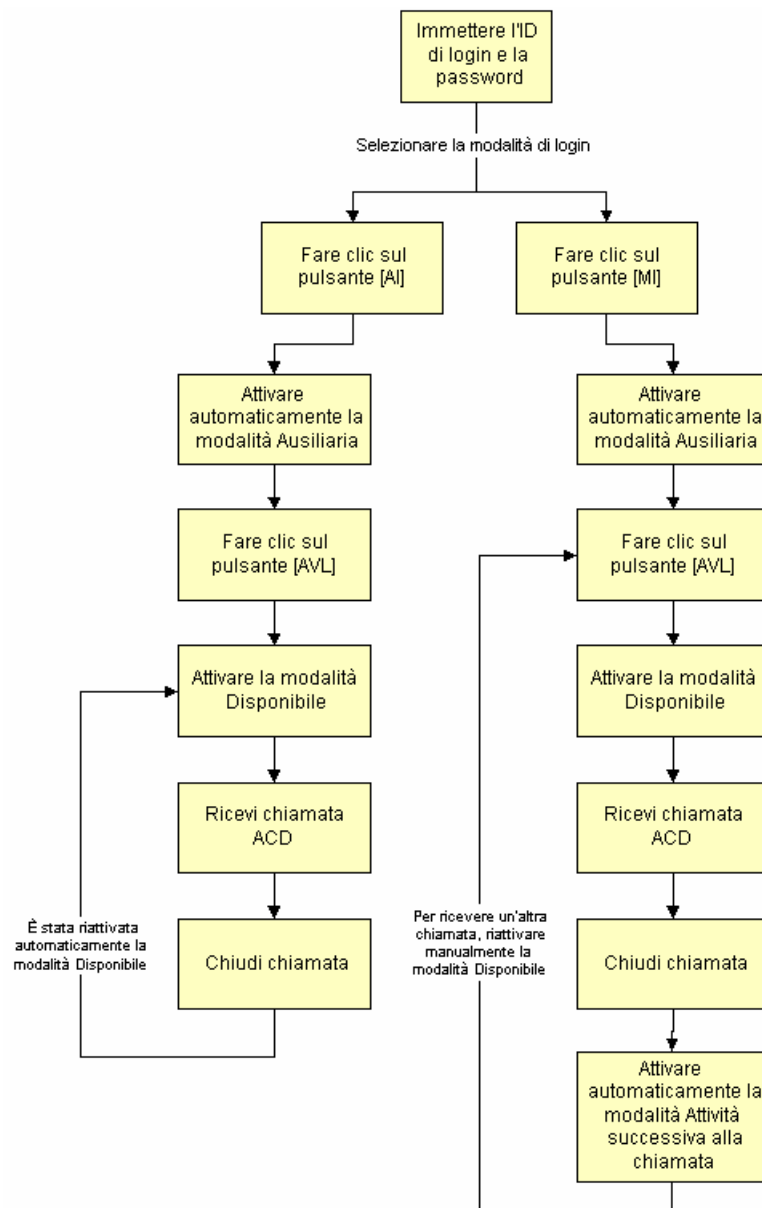 Immettere l'ID
di login e la
password
Selezionare la modalità di login
Fare clic sul
pulsante [AI]
Fare clic sul
pulsante [MI]
Attivare
automaticamente la
modalità Ausiliaria
Attivare
automaticamente la
modalità Ausiliaria
Fare clic sul
pulsante [AVL]
Fare clic sul
pulsante [AVL]
Attivare la modalità
Disponibile
Attivare la modalità
Disponibile
Ricevi chiamata
ACD
Ricevi chiamata
ACD
È stata riattivata
automaticamente la
modalità Disponibile
Chiudi chiamata
Per ricevere un'altra
chiamata, riattivare
manualmente la
modalità Disponibile
Chiudi chiamata
Attivare
automaticamente la
modalità Attività
successiva alla
chiamata